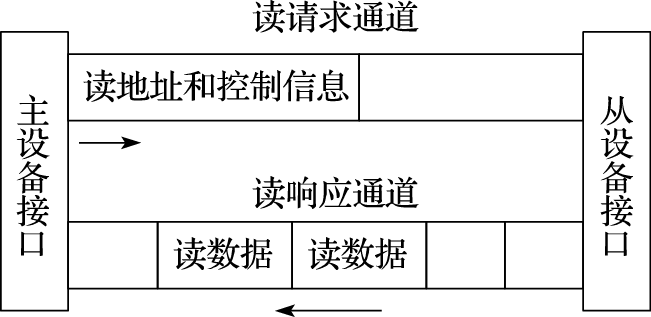 读请求通道
主设备接口
读地址和控制信息
从设备接口
读响应通道
读数据 读数据